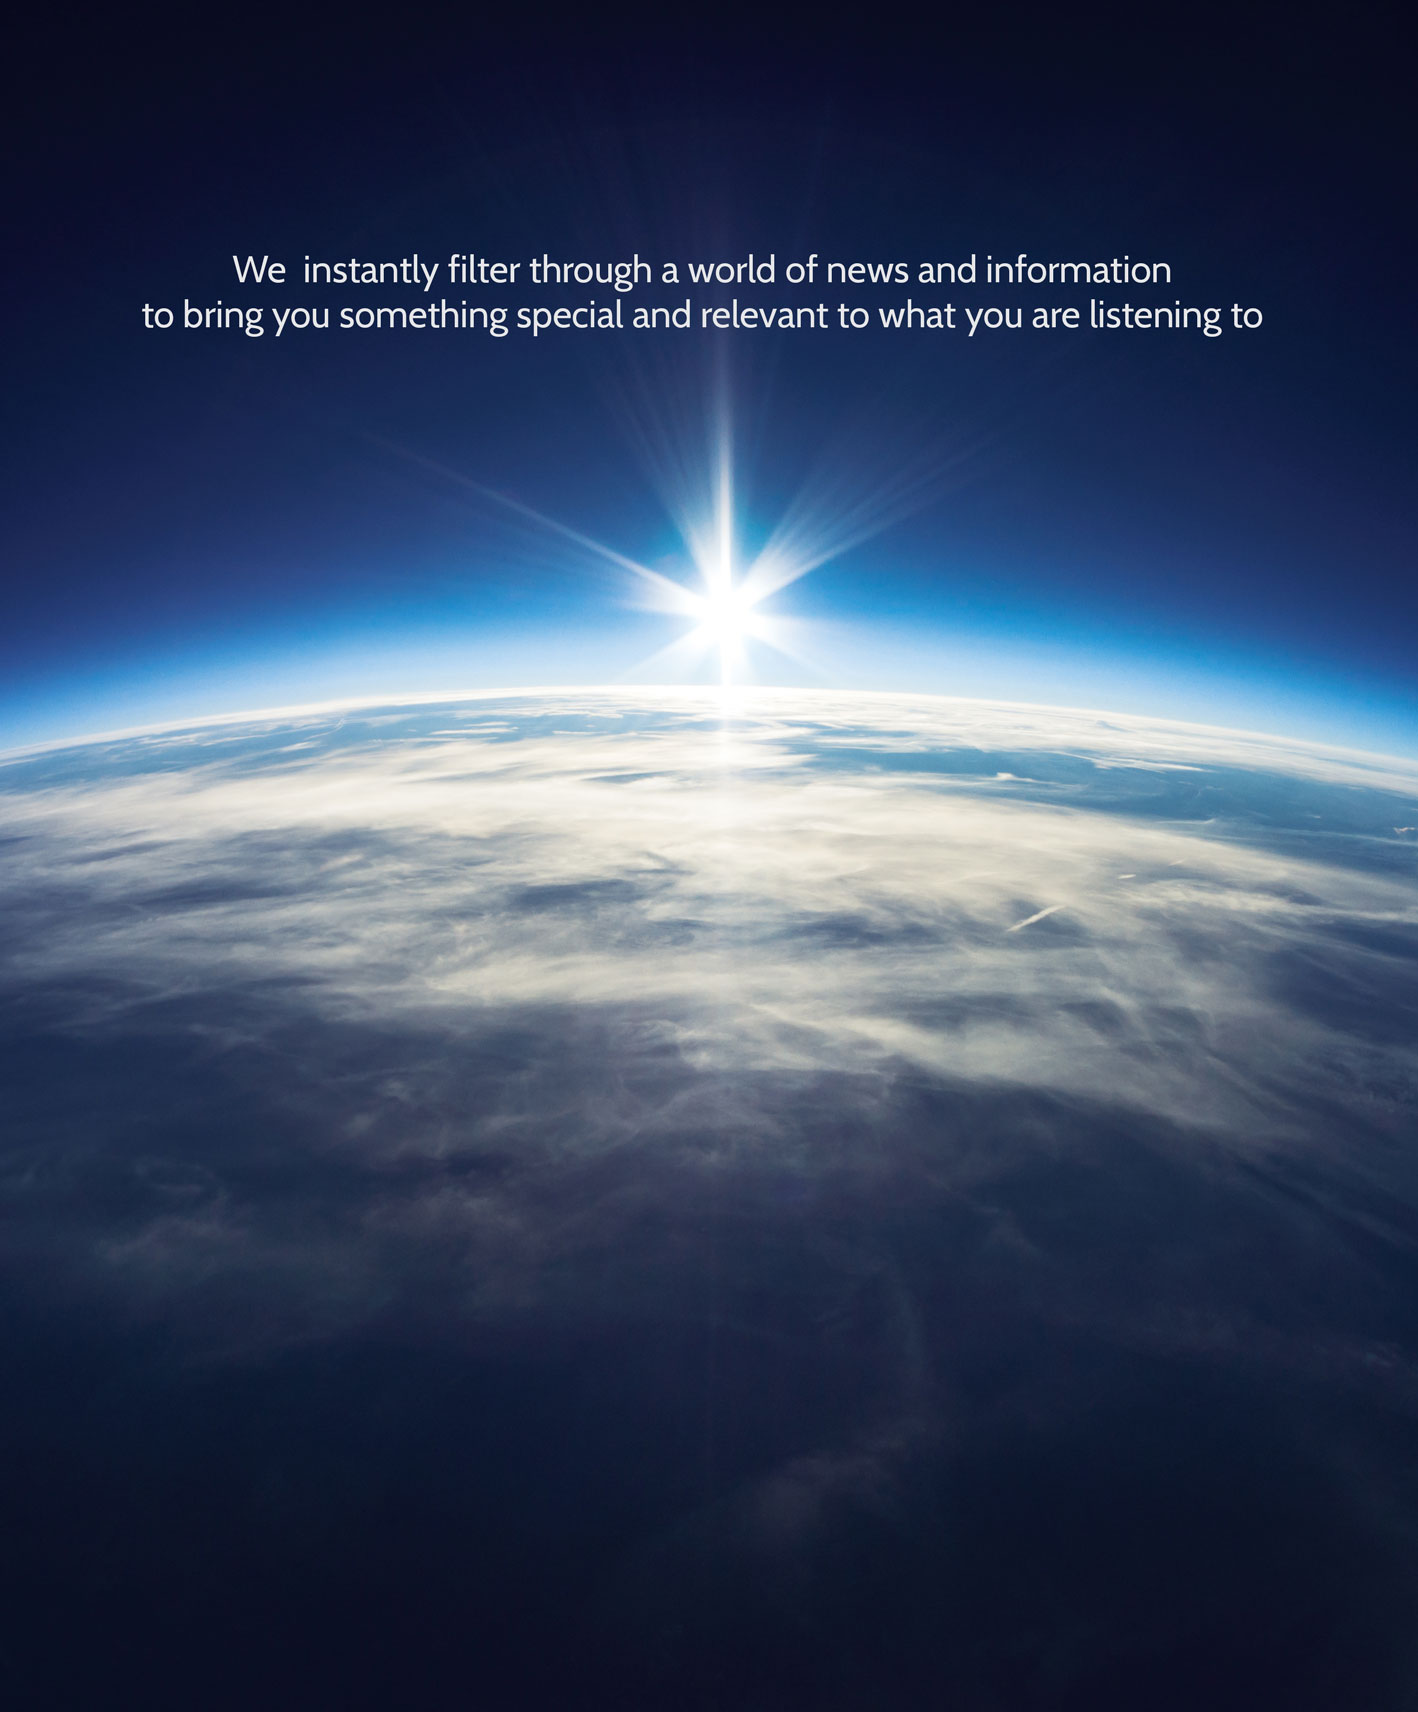 We  instantly filter through a world of news and information
to bring you something special and relevant to what you are listening to